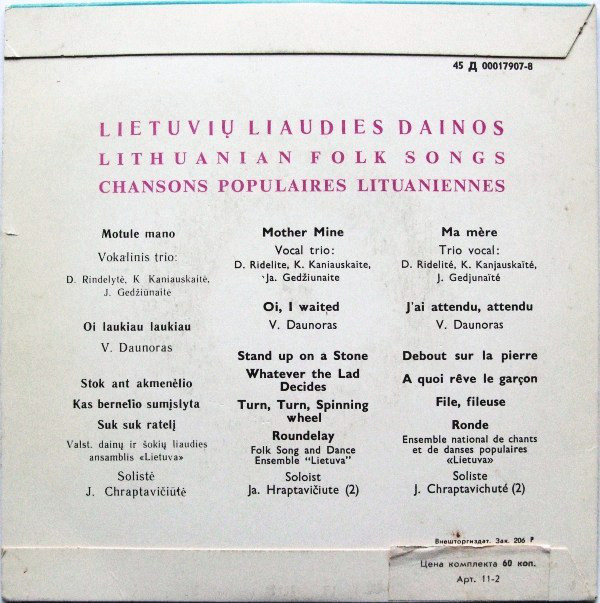 45 Д 00017907-8
LIETUVIŲ LIAUDIES DAINOS
LITHUANIAN FOLK SONGS
CHANSONS POPULAIRES LITUANIENNES
Motule mano
Vokalinis trio:
D. Rindelytė, K Kaniauskaitė,
J. Gedžiūnaitė
Oi laukiau laukiau
V. Daunoras
Stok ant akmenėlio
Kas bernelio sumįslyta
Suk suk ratelį
Valst. dainų ir šokių liaudies
ansamblis «Lietuva»
Solistė
J. Chraptavičiūtė
Mother Mine
Vocal trio:
D. Ridelite, K. Kaniauskaite,
Ja. Gedžiunaite
Oi, I waited
V. Daunoras
Stand up on a Stone
Whatever the Lad
Decides
Turn, Turn, Spinning
wheel
Roundelay
Folk Song and Dance
Ensemble "Lietuva"
Soloist
Ja. Hraptavičiute (2)
Ma mère
Trio vocal:
D. Ridelité, K. Kanjauskaïté,
J. Gedjunaïté
J'ai attendu, attendu
V. Daunoras
Debout sur la pierre
A quoi rêve le garçon
File, fileuse
Ronde
Ensemble national de chants
et de danses populaires
«Lietuva»
Soliste
J. Chraptavichuté (2)
Внешторгиздат. Зак. 206 Р
Цена комплекта 60 коп.
Арт. 11-2